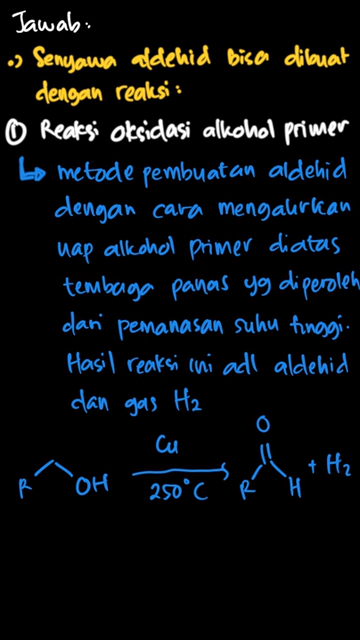 Jawab:
•) Senyawa aldehid bisa dibuat
dengan reaksi:
① Reaksi oksidasi alkohol primer
↳ metode pembuatan aldehid
dengan cara mengalirkan
uap alkohol primer diatas
tembaga panas yg diperoleh
dari pemanasan suhu tinggi.
Hasil reaksi ini adl aldehid
dan gas H₂
O
Cu
R OH 250°C R H + H₂